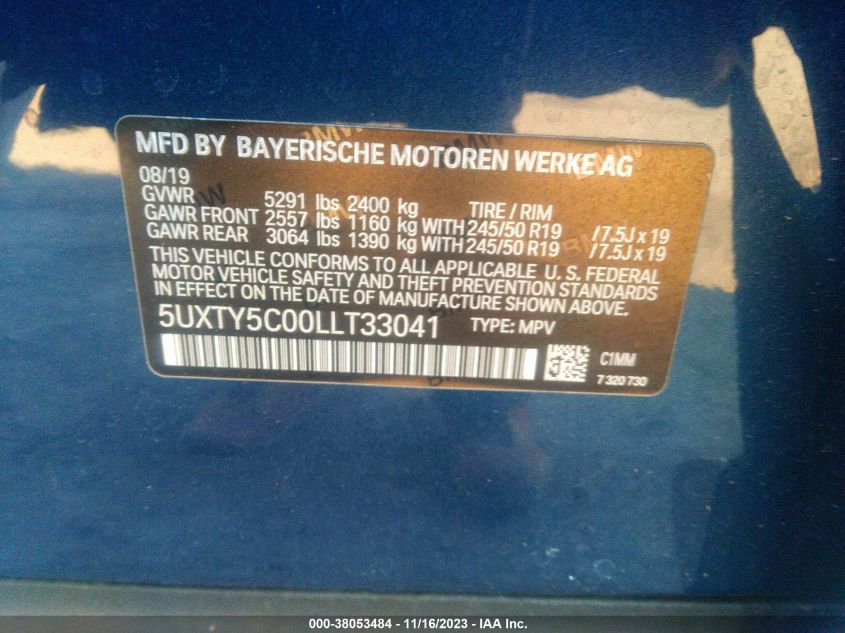 MFD BY BAYERISCHE MOTOREN WERKE AG
08/19
GVWR 5291 lbs 2400 kg TIRE / RIM
GAWR FRONT 2557 lbs 1160 kg WITH 245/50 R19 / 7.5J x 19
GAWR REAR 3064 lbs 1390 kg WITH 245/50 R19 / 7.5J x 19
THIS VEHICLE CONFORMS TO ALL APPLICABLE U. S. FEDERAL
MOTOR VEHICLE SAFETY AND THEFT PREVENTION STANDARDS
IN EFFECT ON THE DATE OF MANUFACTURE SHOWN ABOVE.
5UXTY5C00LLT33041 TYPE: MPV
C1MM
7 320 730
000-38053484 - 11/16/2023 - IAA Inc.